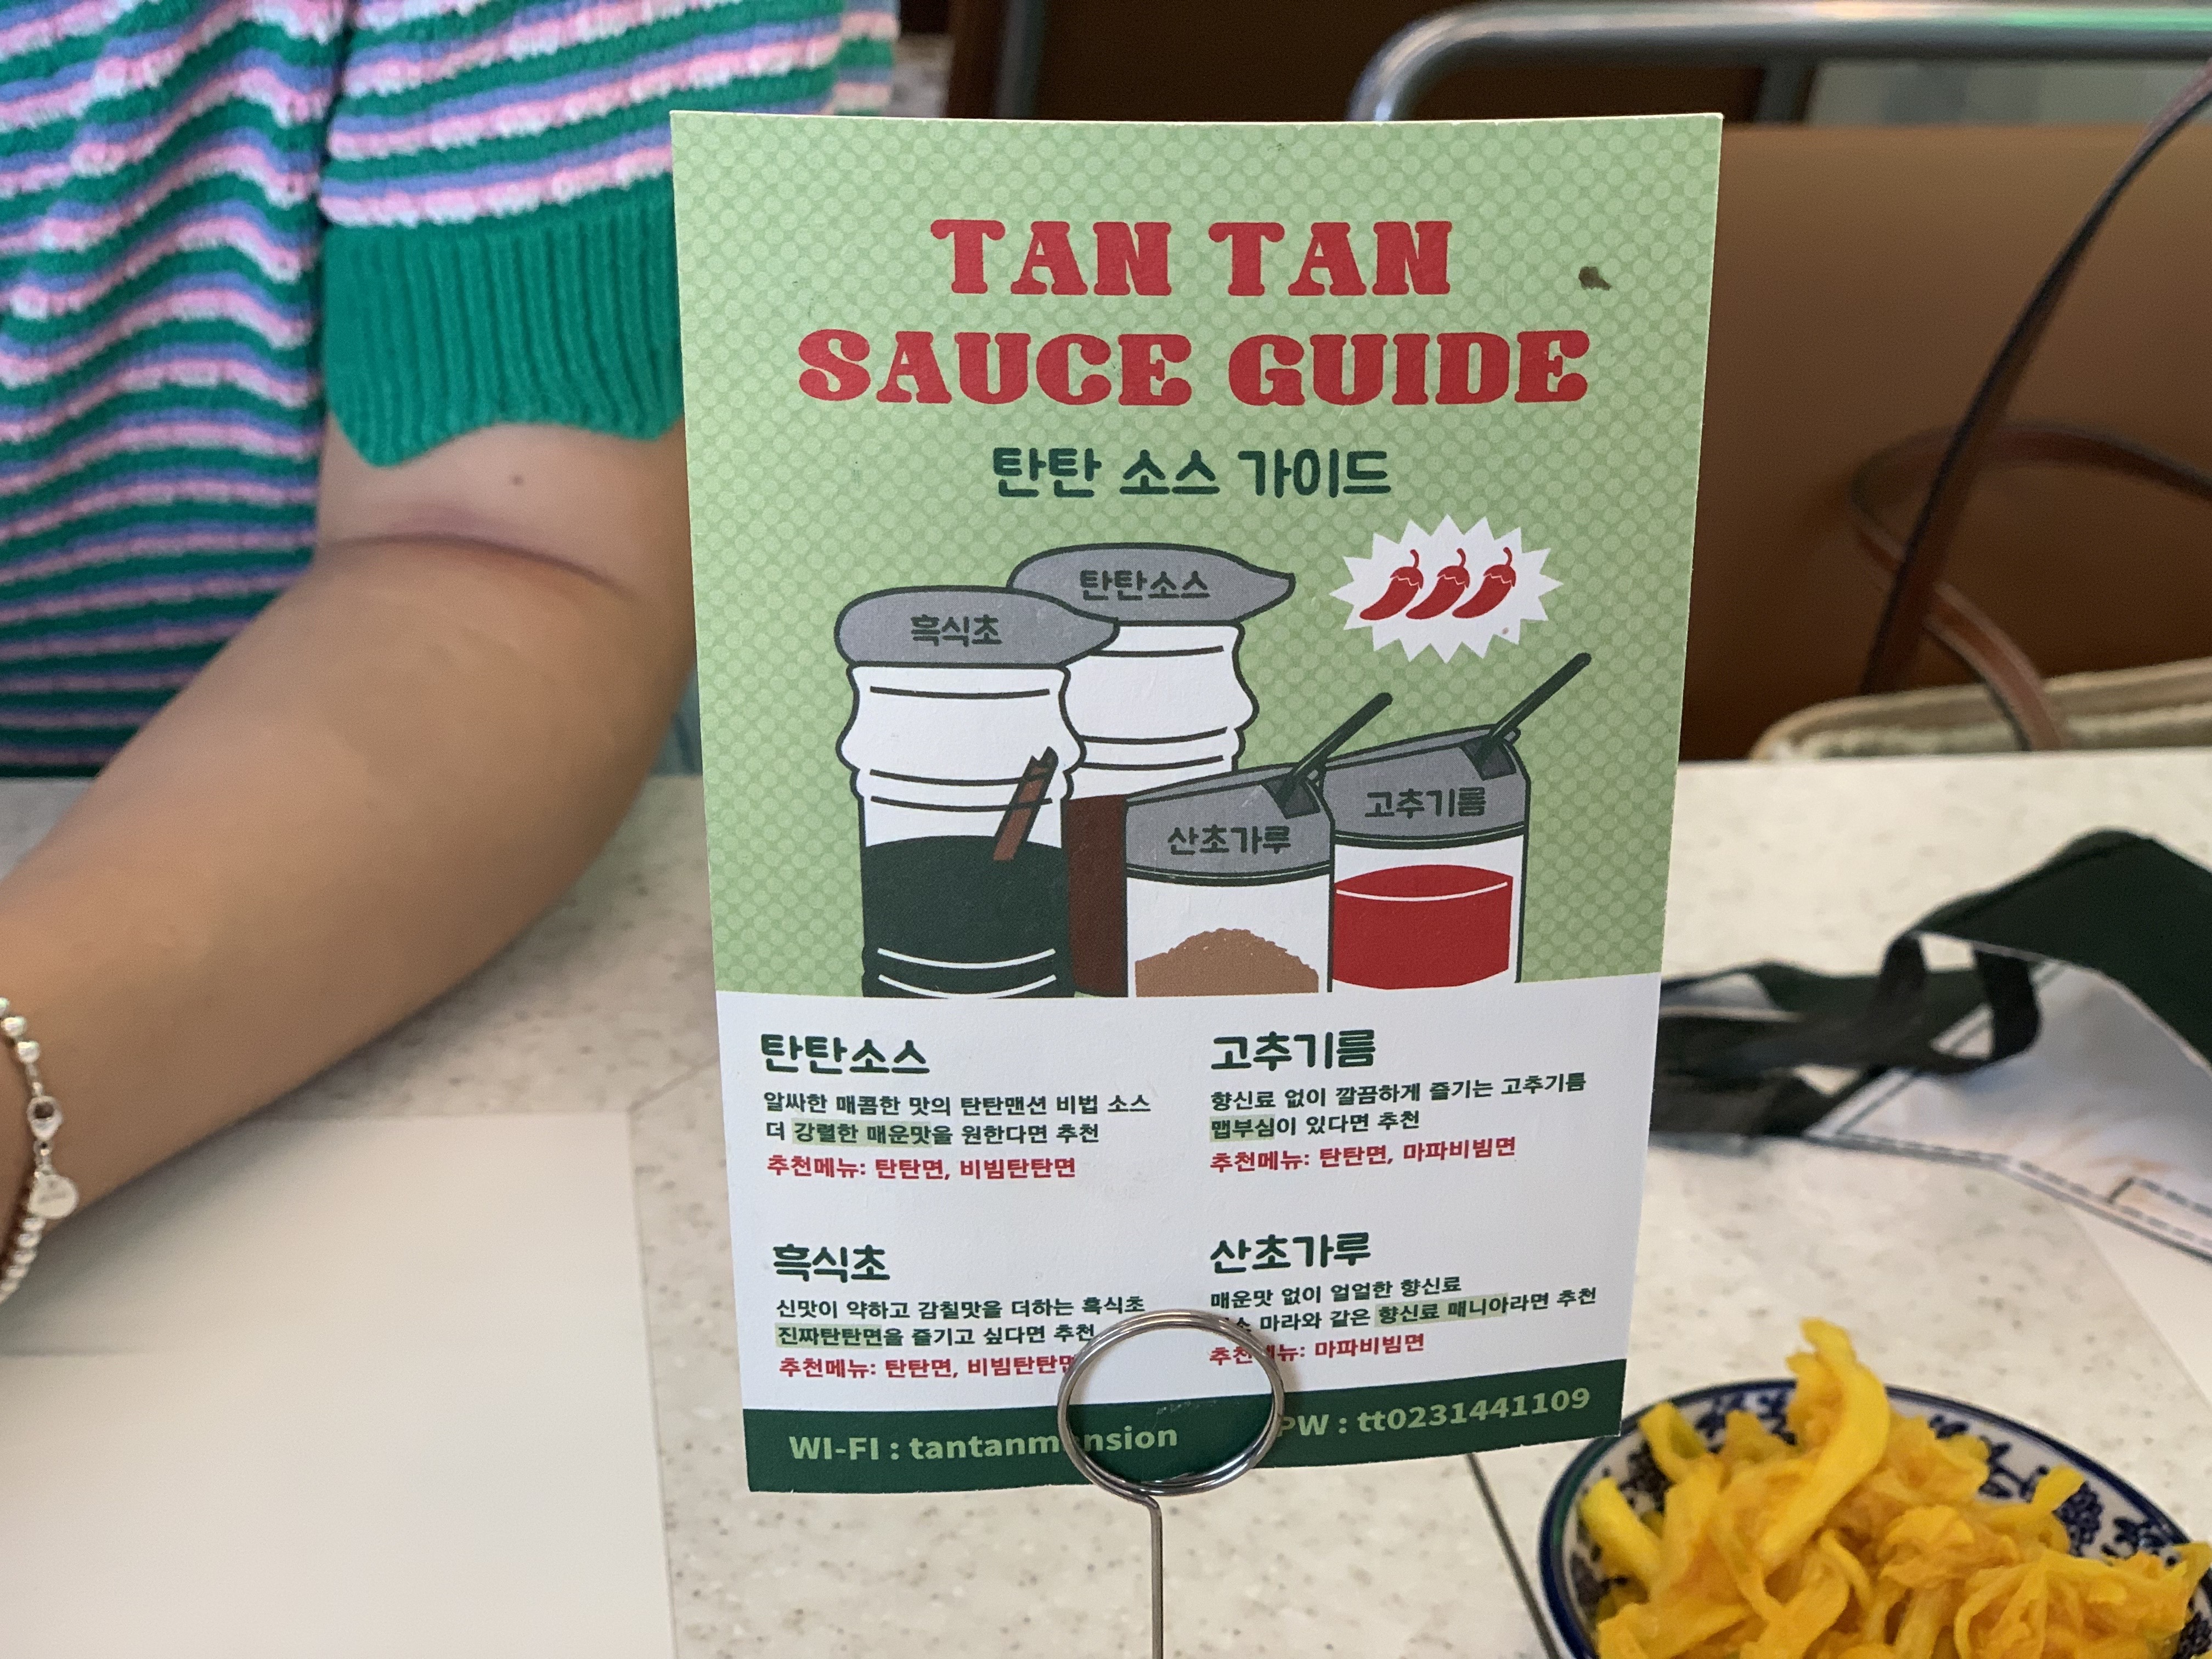 TAN TAN
SAUCE GUIDE
탄탄 소스 가이드
탄탄소스
흑식초
고추기름
산초가루
탄탄소스
알싸한 매콤한 맛의 탄탄맨션 비법 소스
더 강렬한 매운맛을 원한다면 추천
추천메뉴: 탄탄면, 비빔탄탄면
고추기름
향신료 없이 깔끔하게 즐기는 고추기름
맵부심이 있다면 추천
추천메뉴: 탄탄면, 마파비빔면
흑식초
신맛이 약하고 감칠맛을 더하는 흑식초
진짜탄탄면을 즐기고 싶다면 추천
추천메뉴: 탄탄면, 비빔탄탄면
산초가루
매운맛 없이 얼얼한 향신료
마라와 같은 향신료 매니아라면 추천
추천메뉴: 마파비빔면
WI-FI : tantanmansion
PW : tt0231441109